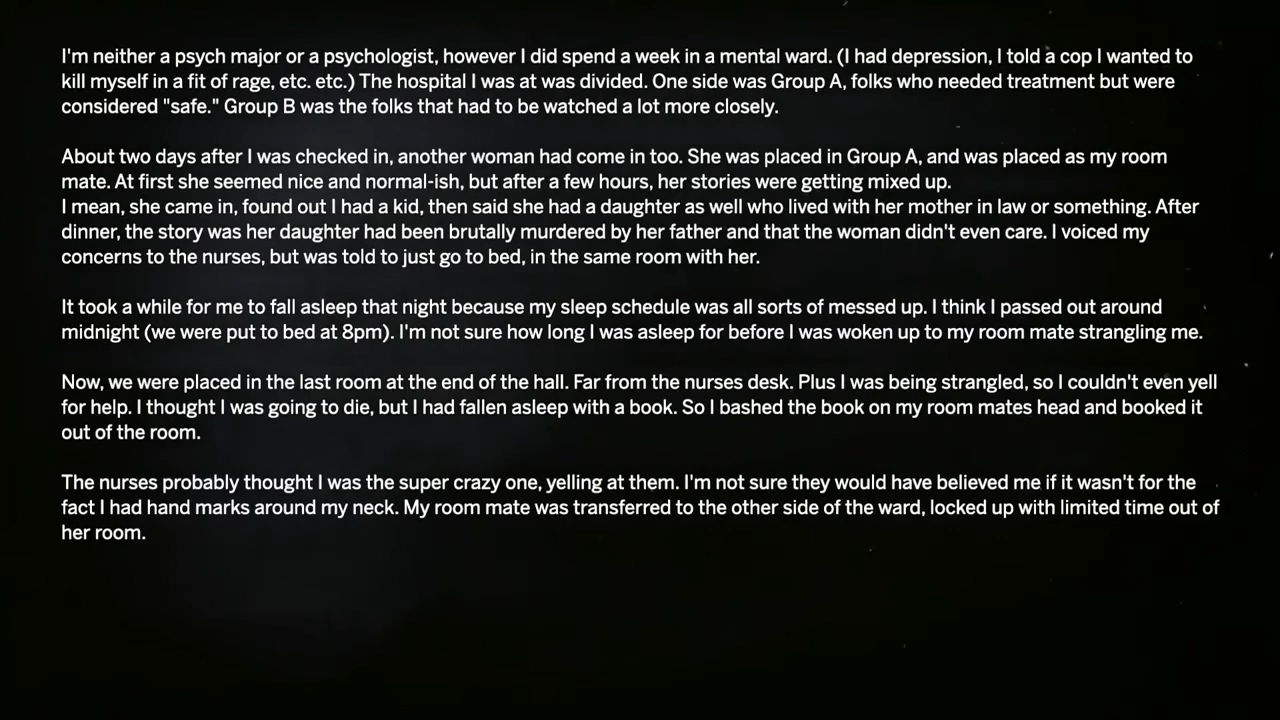 I'm neither a psych major or a psychologist, however I did spend a week in a mental ward. (I had depression, I told a cop I wanted to
kill myself in a fit of rage, etc. etc.) The hospital I was at was divided. One side was Group A, folks who needed treatment but were
considered "safe." Group B was the folks that had to be watched a lot more closely.
About two days after I was checked in, another woman had come in too. She was placed in Group A, and was placed as my room
mate. At first she seemed nice and normal-ish, but after a few hours, her stories were getting mixed up.
I mean, she came in, found out I had a kid, then said she had a daughter as well who lived with her mother in law or something. After
dinner, the story was her daughter had been brutally murdered by her father and that the woman didn't even care. I voiced my
concerns to the nurses, but was told to just go to bed, in the same room with her.
It took a while for me to fall asleep that night because my sleep schedule was all sorts of messed up. I think I passed out around
midnight (we were put to bed at 8pm). I'm not sure how long I was asleep for before I was woken up to my room mate strangling me.
Now, we were placed in the last room at the end of the hall. Far from the nurses desk. Plus I was being strangled, so I couldn't even yell
for help. I thought I was going to die, but I had fallen asleep with a book. So I bashed the book on my room mates head and booked it
out of the room.
The nurses probably thought I was the super crazy one, yelling at them. I'm not sure they would have believed me if it wasn't for the
fact I had hand marks around my neck. My room mate was transferred to the other side of the ward, locked up with limited time out of
her room.